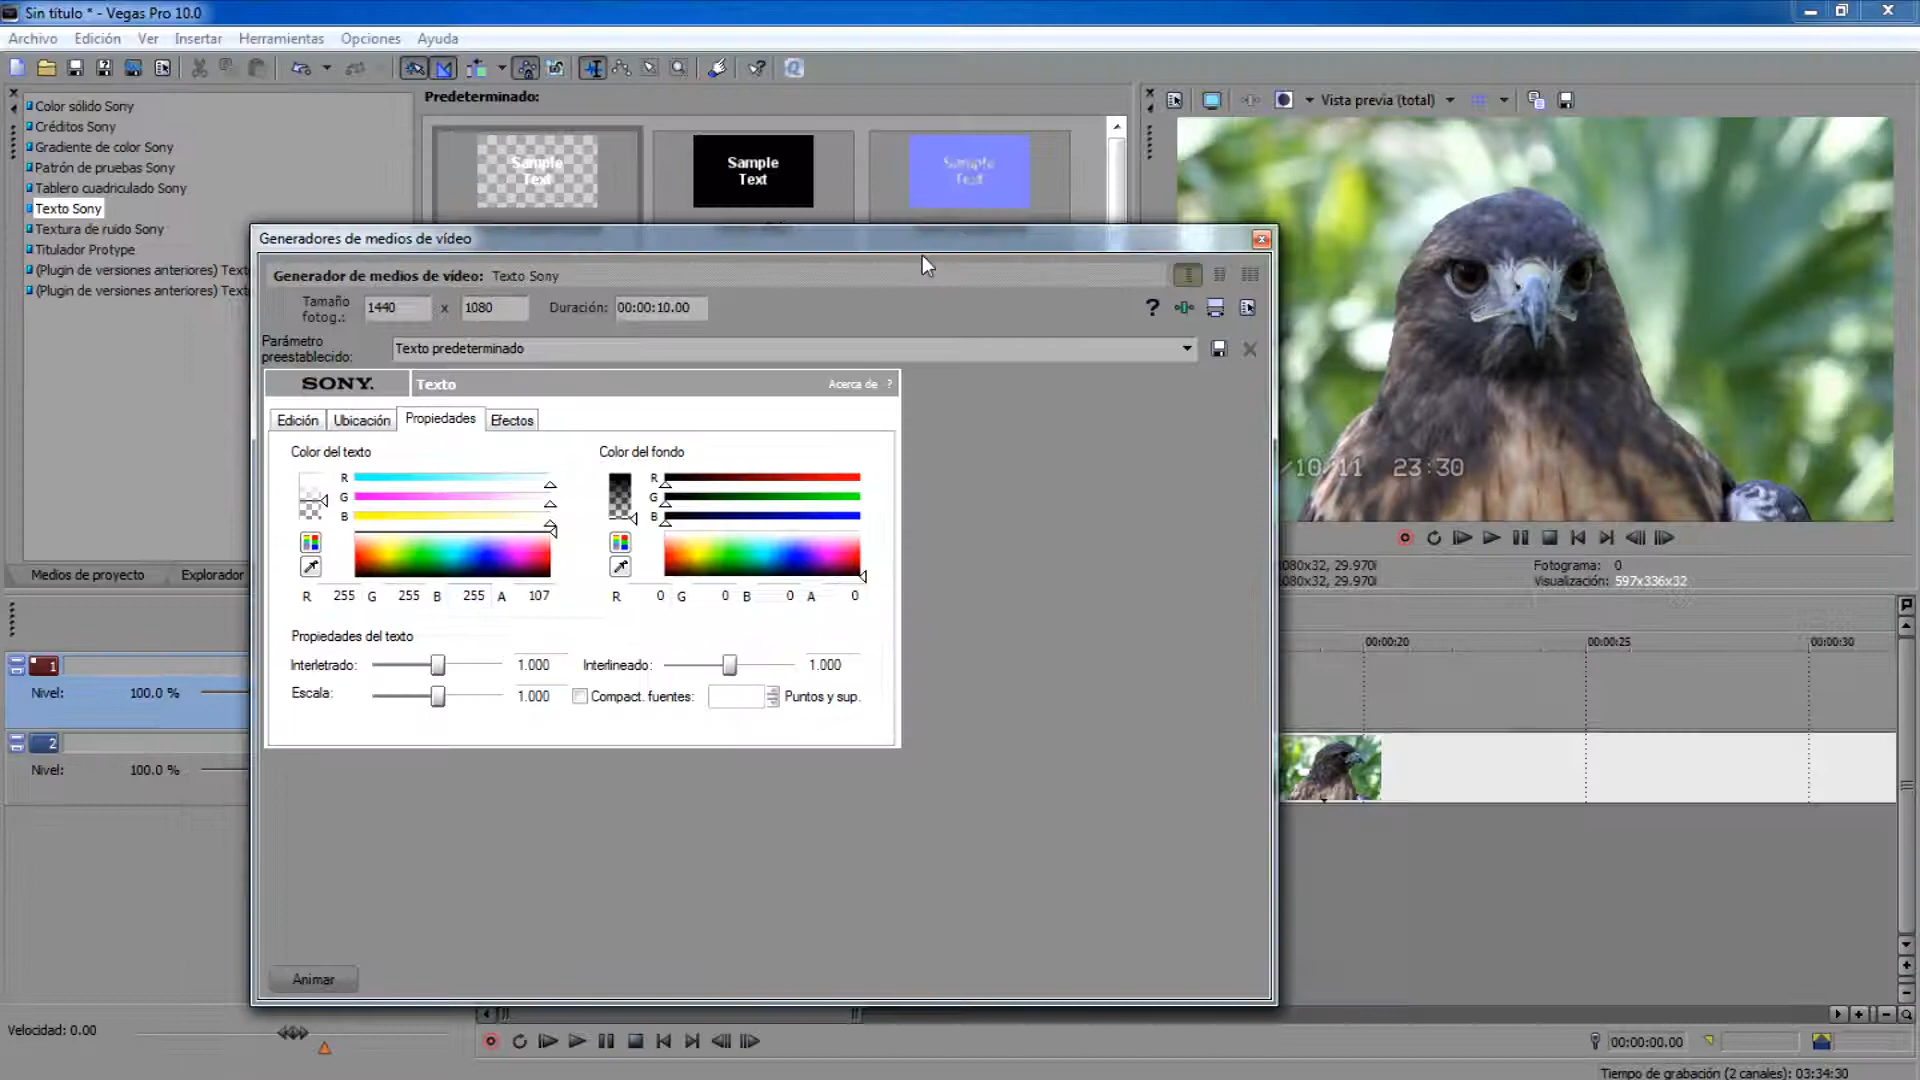 Sin título * - Vegas Pro 10.0
Archivo Edición Ver Insertar Herramientas Opciones Ayuda
Color sólido Sony
Créditos Sony
Gradiente de color Sony
Patrón de pruebas Sony
Tablero cuadriculado Sony
Texto Sony
Textura de ruido Sony
Titulador Protype
(Plugin de versiones anteriores) Text
(Plugin de versiones anteriores) Text
Medios de proyecto Explorador
Predeterminado:
Sample
Text
Sample
Text
Sample
Text
Vista previa (total)
/10/11 23:30
Generadores de medios de vídeo
Generador de medios de vídeo: Texto Sony
Tamaño fotog.: 1440 x 1080 Duración: 00:00:10.00
Parámetro preestablecido: Texto predeterminado
SONY. Texto Acerca de ?
Edición Ubicación Propiedades Efectos
Color del texto Color del fondo
R R
G G
B B
R 255 G 255 B 255 A 107 R 0 G 0 B 0 A 0
Propiedades del texto
Interletrado: 1.000 Interlineado: 1.000
Escala: 1.000 Compact. fuentes: Puntos y sup.
Animar
080x32, 29.970i Fotograma: 0
080x32, 29.970i Visualización: 597x336x32
00:00:20 00:00:25 00:00:30
1
Nivel: 100.0 %
2
Nivel: 100.0 %
Velocidad: 0.00
00:00:00.00
Tiempo de grabación (2 canales): 03:34:30